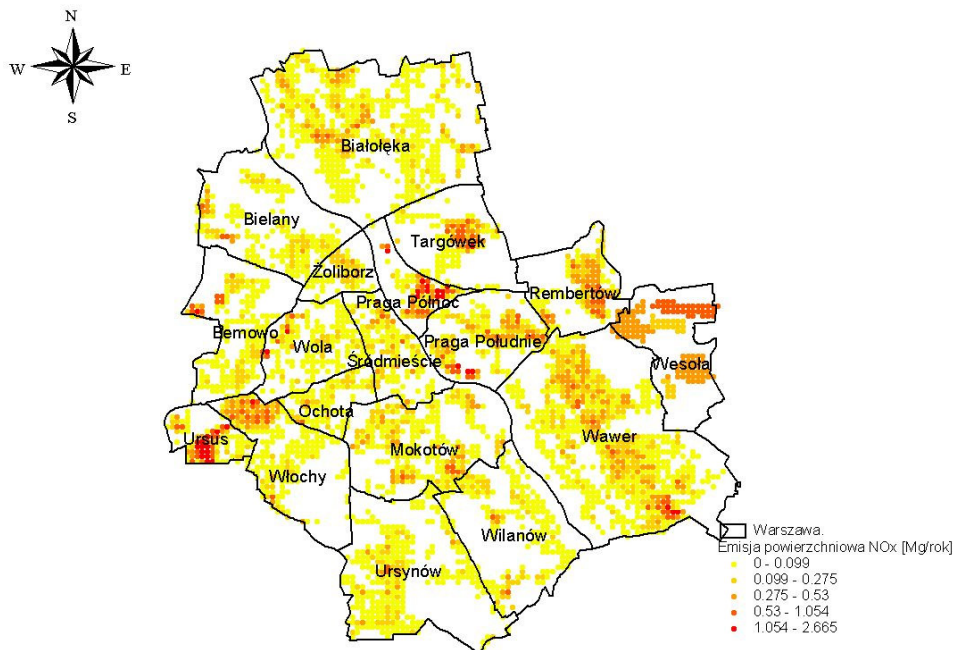 N
W
E
S
Białołęka
Bielany
Targówek
Żoliborz
Rembertów
Praga Północ
Bemowo
Wola
Praga Południe
Śródmieście
Wesoła
Ochota
Ursus
Mokotów
Wawer
Włochy
Wilanów
Ursynów
Warszawa.
Emisja powierzchniowa NOx [Mg/rok]
0 - 0.099
0.099 - 0.275
0.275 - 0.53
0.53 - 1.054
1.054 - 2.665